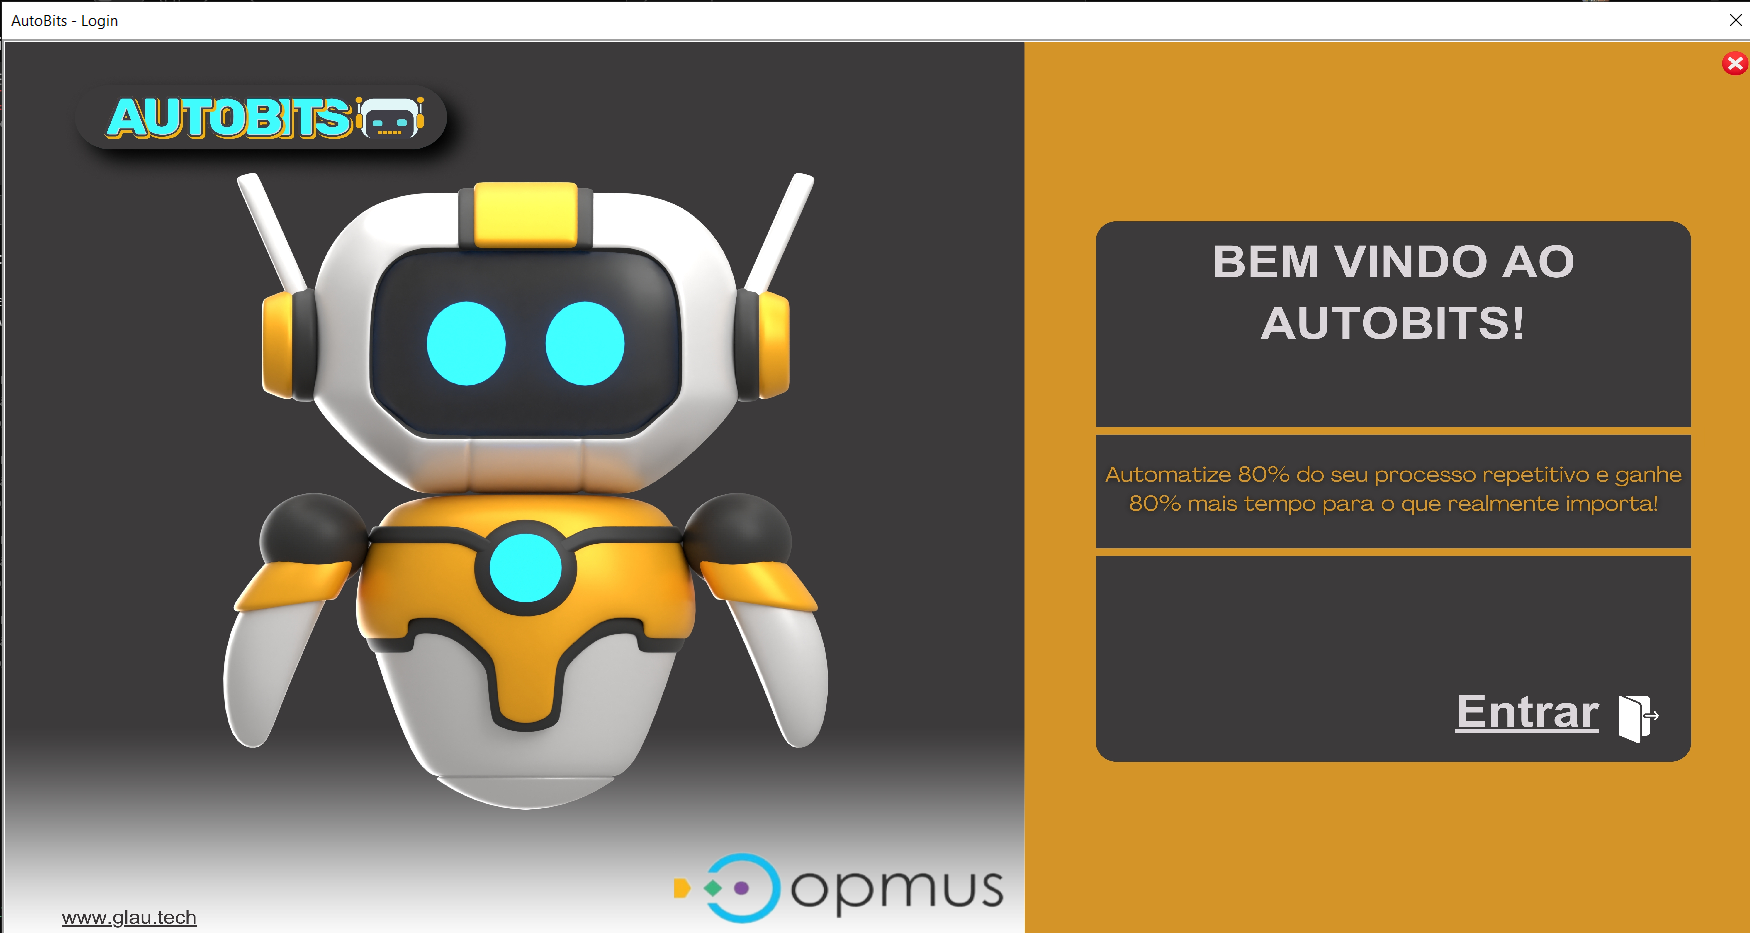 AutoBits - Login
AUTOBITS
BEM VINDO AO
AUTOBITS!
Automatize 80% do seu processo repetitivo e ganhe
80% mais tempo para o que realmente importa!
Entrar
opmus
www.glau.tech